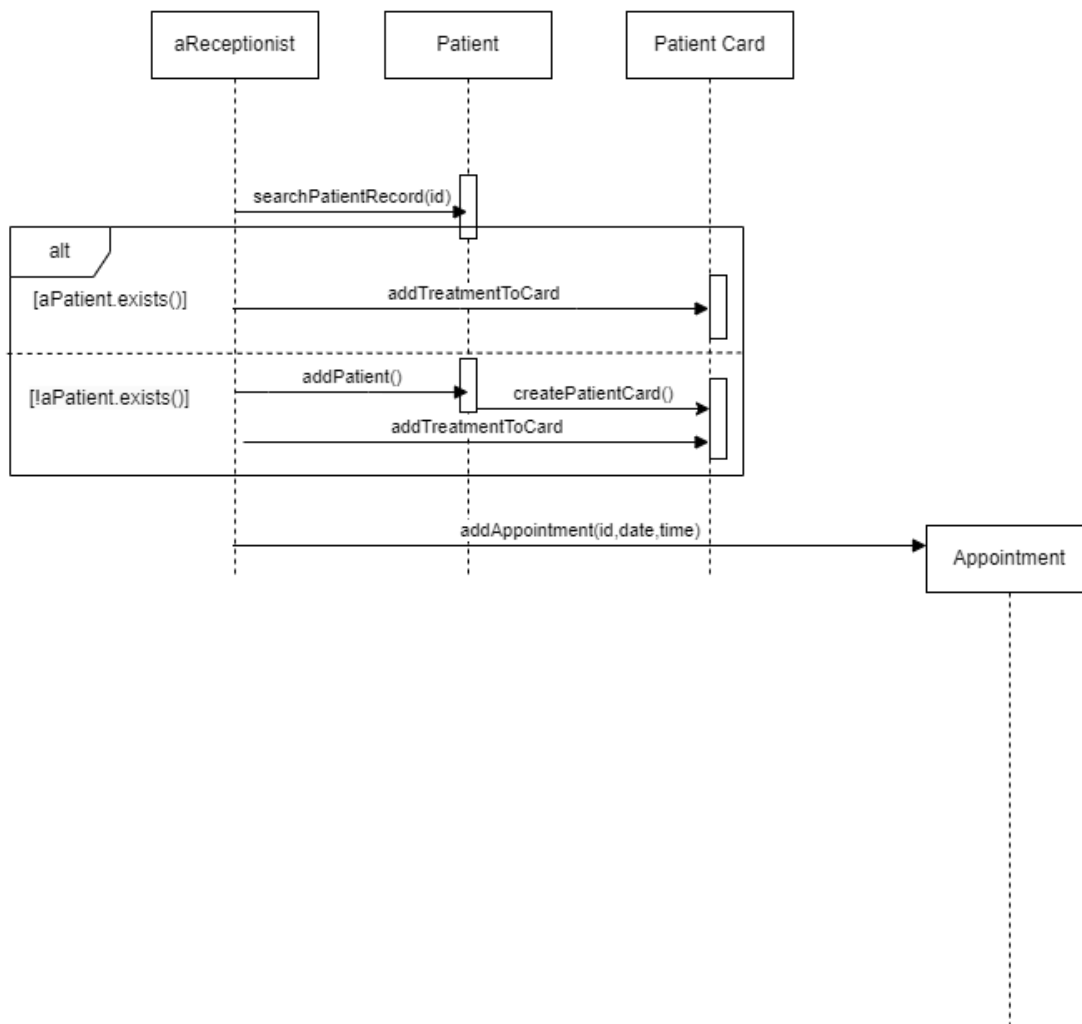 aReceptionist
Patient
Patient Card
searchPatientRecord(id)
alt
[aPatient.exists()]
addTreatmentToCard
addPatient()
[!aPatient.exists()]
createPatientCard()
addTreatmentToCard
addAppointment(id,date,time)
Appointment